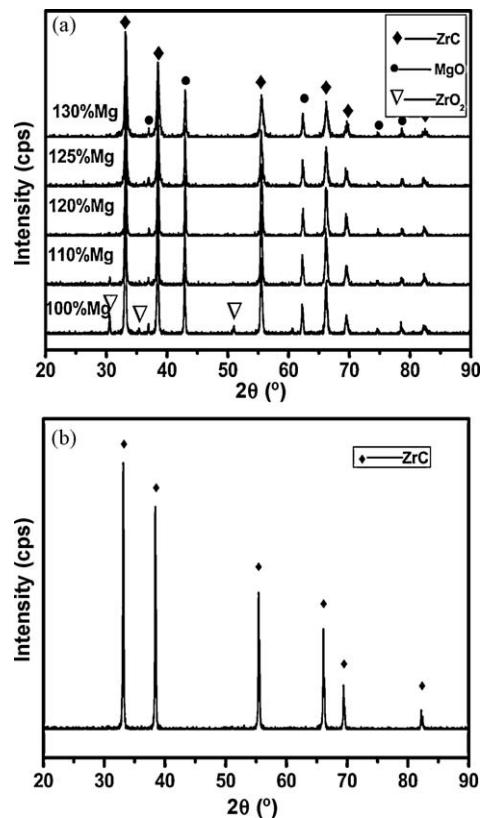 (a)
◆—ZrC
●—MgO
▽—ZrO₂
130%Mg
125%Mg
120%Mg
110%Mg
100%Mg
Intensity (cps)
20 30 40 50 60 70 80 90
2θ (º)
(b)
◆—ZrC
Intensity (cps)
20 30 40 50 60 70 80 90
2θ (º)